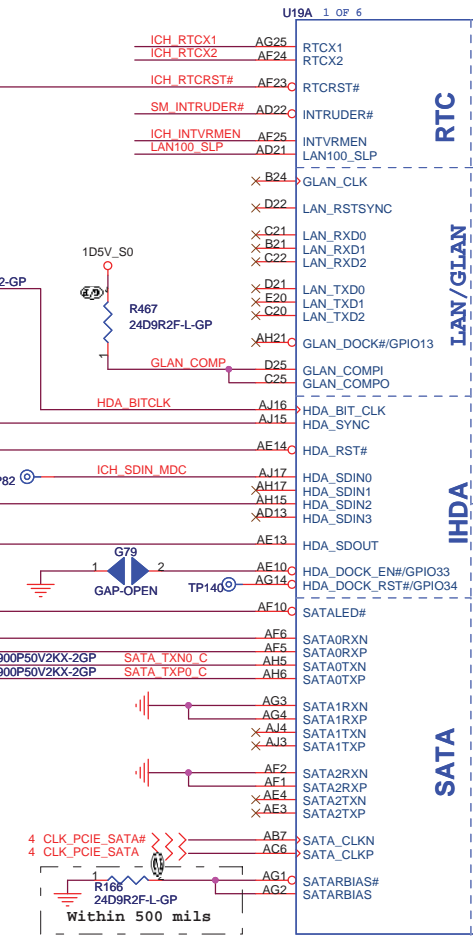 U19A 1 OF 6
ICH_RTCX1 AG25 RTCX1
ICH_RTCX2 AF24 RTCX2
ICH_RTCRST# AF23 RTCRST#
SM_INTRUDER# AD22 INTRUDER#
ICH_INTVRMEN AF25 INTVRMEN
LAN100_SLP AD21 LAN100_SLP
RTC
B24 GLAN_CLK
D22 LAN_RSTSYNC
C21 LAN_RXD0
B21 LAN_RXD1
C22 LAN_RXD2
D21 LAN_TXD0
E20 LAN_TXD1
C20 LAN_TXD2
AH21 GLAN_DOCK#/GPIO13
LAN/GLAN
1D5V_S0
2-GP
R467
24D9R2F-L-GP
1
GLAN_COMP D25 GLAN_COMPI
C25 GLAN_COMPO
HDA_BITCLK AJ16 HDA_BIT_CLK
AJ15 HDA_SYNC
AE14 HDA_RST#
P82 ICH_SDIN_MDC AJ17 HDA_SDIN0
AH17 HDA_SDIN1
AH15 HDA_SDIN2
AD13 HDA_SDIN3
IHDA
AE13 HDA_SDOUT
G79
1 2 AE10 HDA_DOCK_EN#/GPIO33
GAP-OPEN TP140 AG14 HDA_DOCK_RST#/GPIO34
AF10 SATALED#
AF6 SATA0RXN
AF5 SATA0RXP
900P50V2KX-2GP SATA_TXN0_C AH5 SATA0TXN
900P50V2KX-2GP SATA_TXP0_C AH6 SATA0TXP
AG3 SATA1RXN
AG4 SATA1RXP
AJ4 SATA1TXN
AJ3 SATA1TXP
SATA
AF2 SATA2RXN
AF1 SATA2RXP
AE4 SATA2TXN
AE3 SATA2TXP
4 CLK_PCIE_SATA# AB7 SATA_CLKN
4 CLK_PCIE_SATA AC6 SATA_CLKP
1 AG1 SATARBIAS#
R166 AG2 SATARBIAS
24D9R2F-L-GP
Within 500 mils